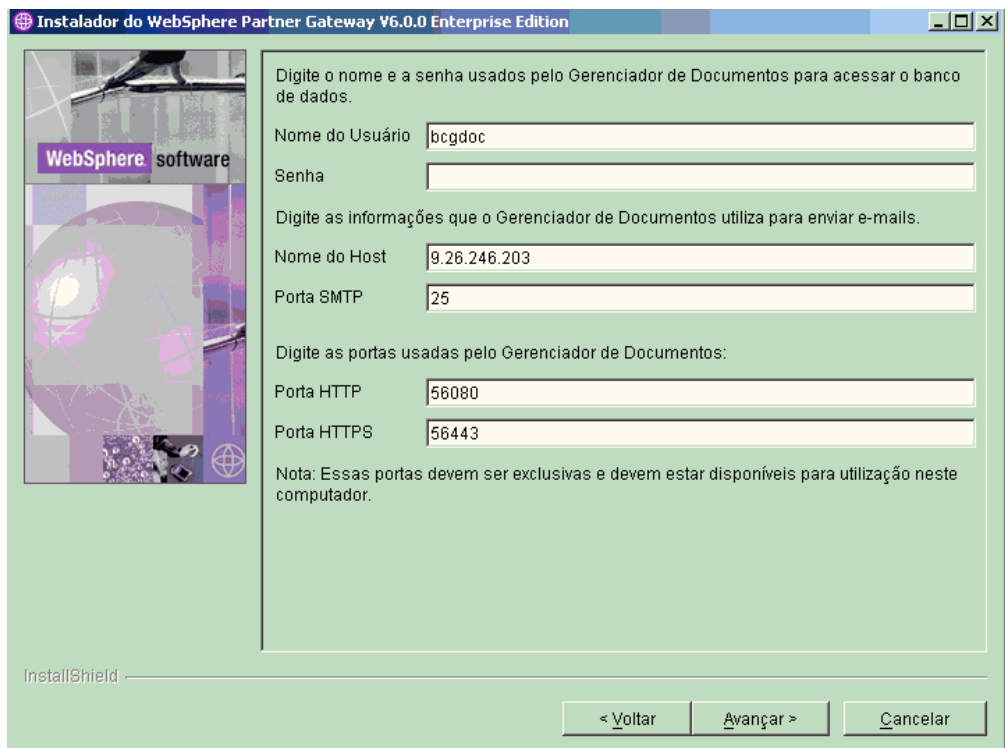 Instalador do WebSphere Partner Gateway V6.0.0 Enterprise Edition
WebSphere software
Digite o nome e a senha usados pelo Gerenciador de Documentos para acessar o banco
de dados.
Nome do Usuário bcgdoc
Senha
Digite as informações que o Gerenciador de Documentos utiliza para enviar e-mails.
Nome do Host 9.26.246.203
Porta SMTP 25
Digite as portas usadas pelo Gerenciador de Documentos:
Porta HTTP 56080
Porta HTTPS 56443
Nota: Essas portas devem ser exclusivas e devem estar disponíveis para utilização neste
computador.
InstallShield
< Voltar Avançar > Cancelar